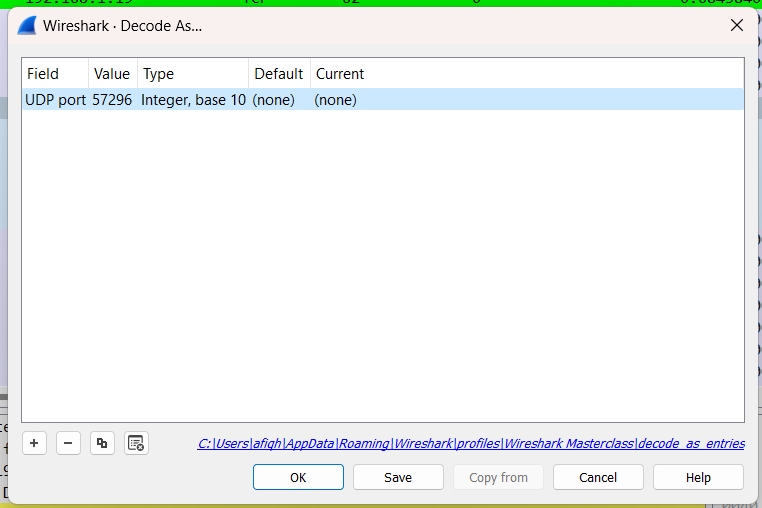 Wireshark · Decode As...
Field Value Type Default Current
UDP port 57296 Integer, base 10 (none) (none)
C:\Users\afiqh\AppData\Roaming\Wireshark\profiles\Wireshark Masterclass\decode_as_entries
OK Save Copy from Cancel Help